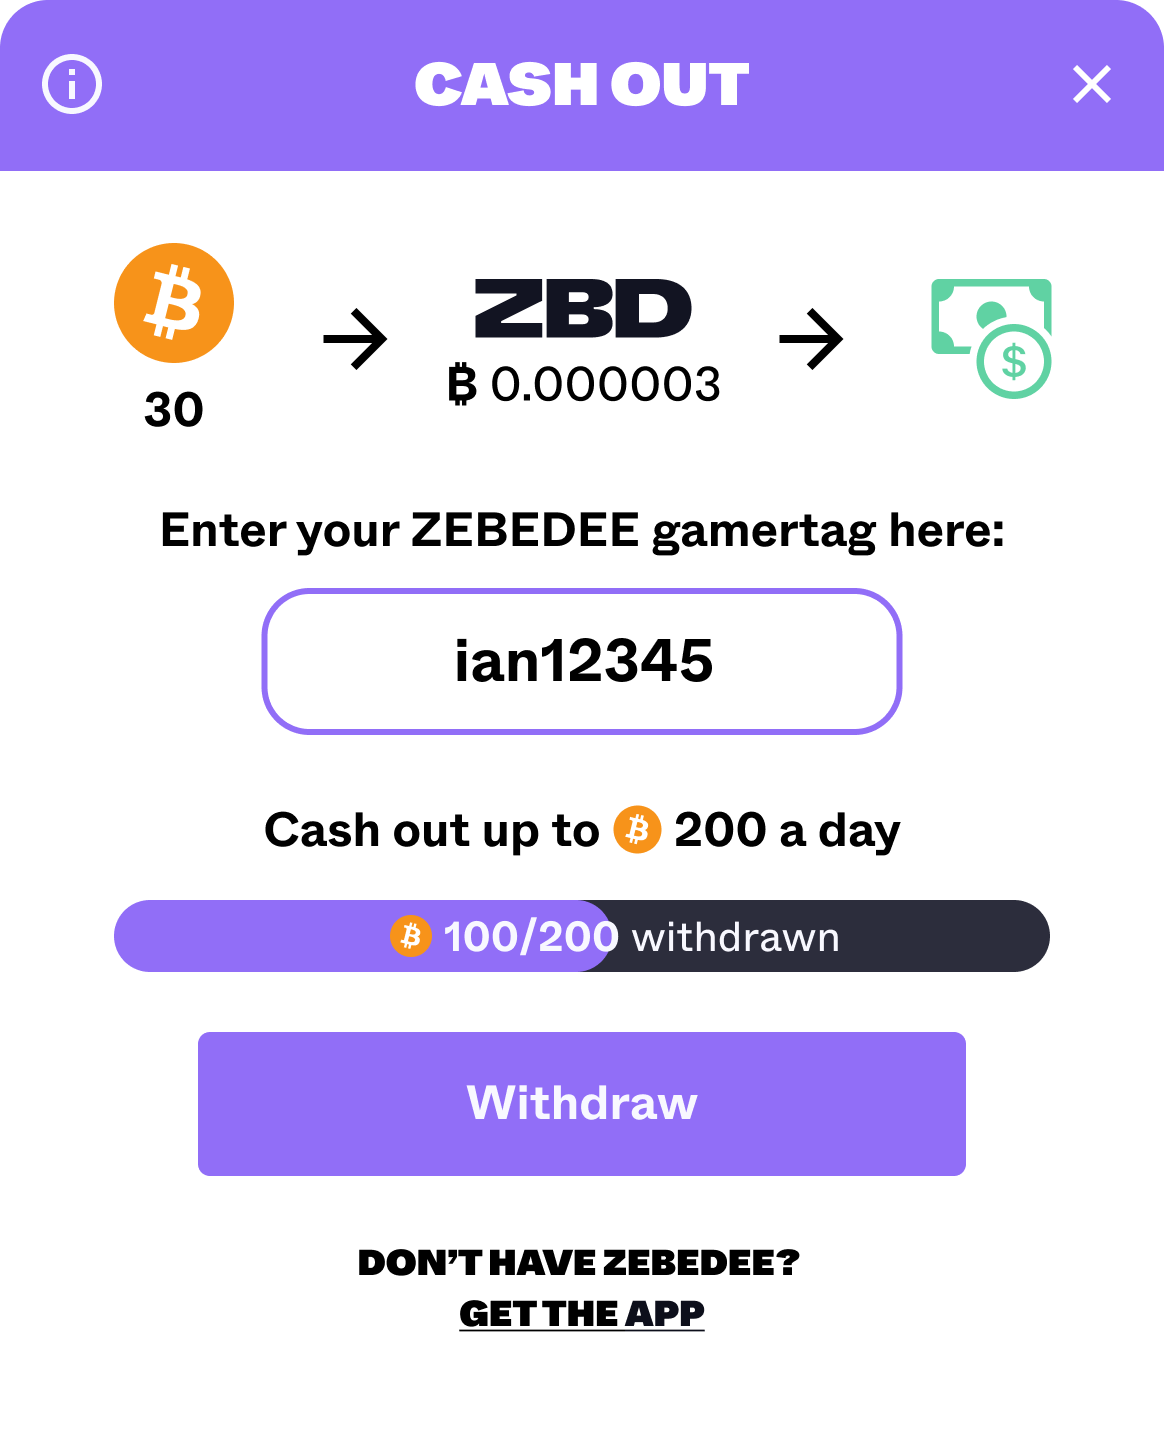 CASH OUT
30
ZBD
₿ 0.000003
Enter your ZEBEDEE gamertag here:
ian12345
Cash out up to ₿ 200 a day
₿ 100/200 withdrawn
Withdraw
DON’T HAVE ZEBEDEE?
GET THE APP